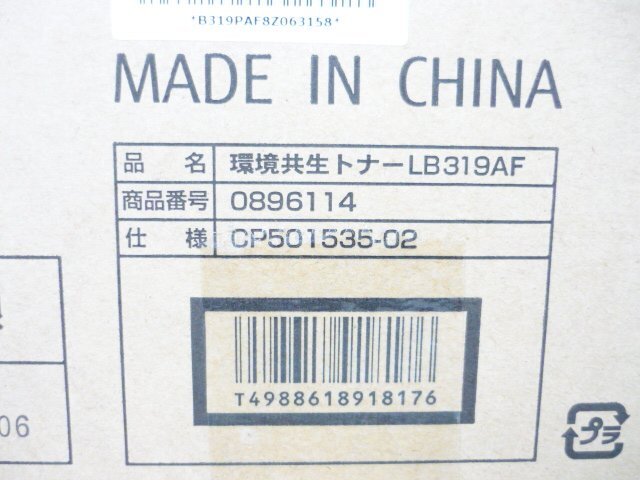 *B319PAF8Z063158*
MADE IN CHINA
品 名 環境共生トナーLB319AF
商品番号 0896114
仕 様 CP501535-02
T4988618918176
06
プラ